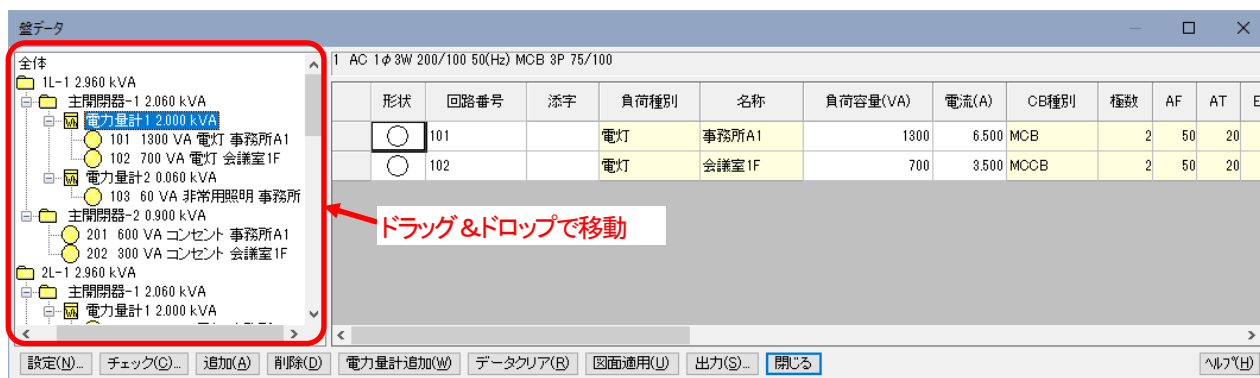 盤データ
全体
1L-1 2.960 kVA
主開閉器-1 2.060 kVA
電力量計1 2.000 kVA
101 1300 VA 電灯 事務所A1
102 700 VA 電灯 会議室1F
電力量計2 0.060 kVA
103 60 VA 非常用照明 事務所
主開閉器-2 0.900 kVA
201 600 VA コンセント 事務所A1
202 300 VA コンセント 会議室1F
2L-1 2.960 kVA
主開閉器-1 2.060 kVA
電力量計1 2.000 kVA
1 AC 1φ3W 200/100 50(Hz) MCB 3P 75/100
形状 回路番号 添字 負荷種別 名称 負荷容量(VA) 電流(A) CB種別 極数 AF AT E
101 電灯 事務所A1 1300 6.500 MCB 2 50 20
102 電灯 会議室1F 700 3.500 MCCB 2 50 20
ドラッグ&ドロップで移動
設定(N)... チェック(C)... 追加(A) 削除(D) 電力量計追加(W) データクリア(R) 図面適用(U) 出力(S)... 閉じる ヘルプ(H)